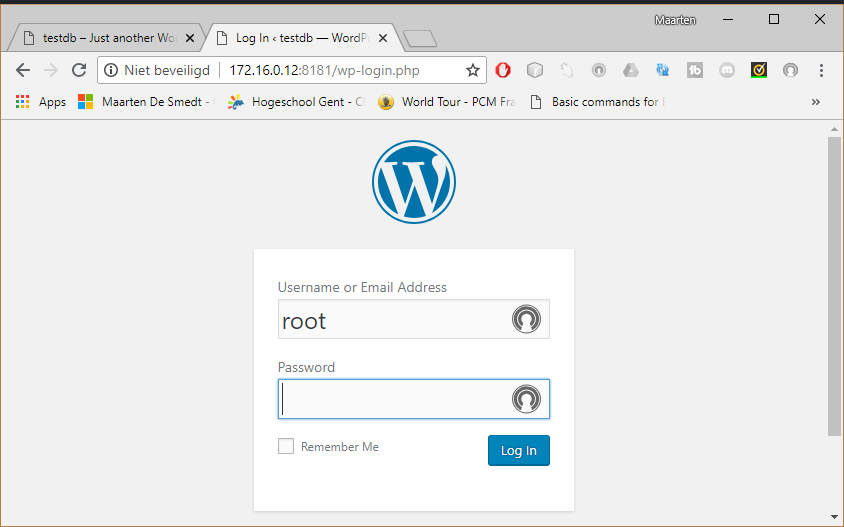 Maarten
testdb – Just another Wo
Log In ‹ testdb — WordPr
Niet beveiligd | 172.16.0.12:8181/wp-login.php
Apps Maarten De Smedt - Hogeschool Gent - C World Tour - PCM Fra Basic commands for »
W
Username or Email Address
root
Password
Remember Me
Log In